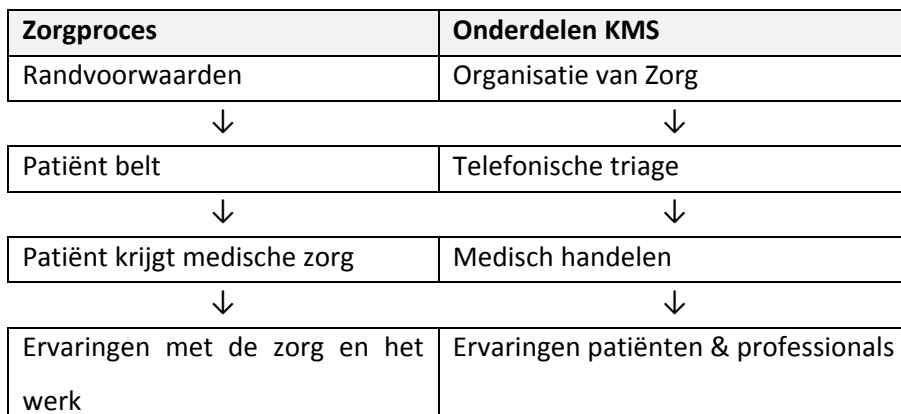 Zorgproces Onderdelen KMS
Randvoorwaarden Organisatie van Zorg
↓ ↓
Patiënt belt Telefonische triage
↓ ↓
Patiënt krijgt medische zorg Medisch handelen
↓ ↓
Ervaringen met de zorg en het Ervaringen patiënten & professionals
werk